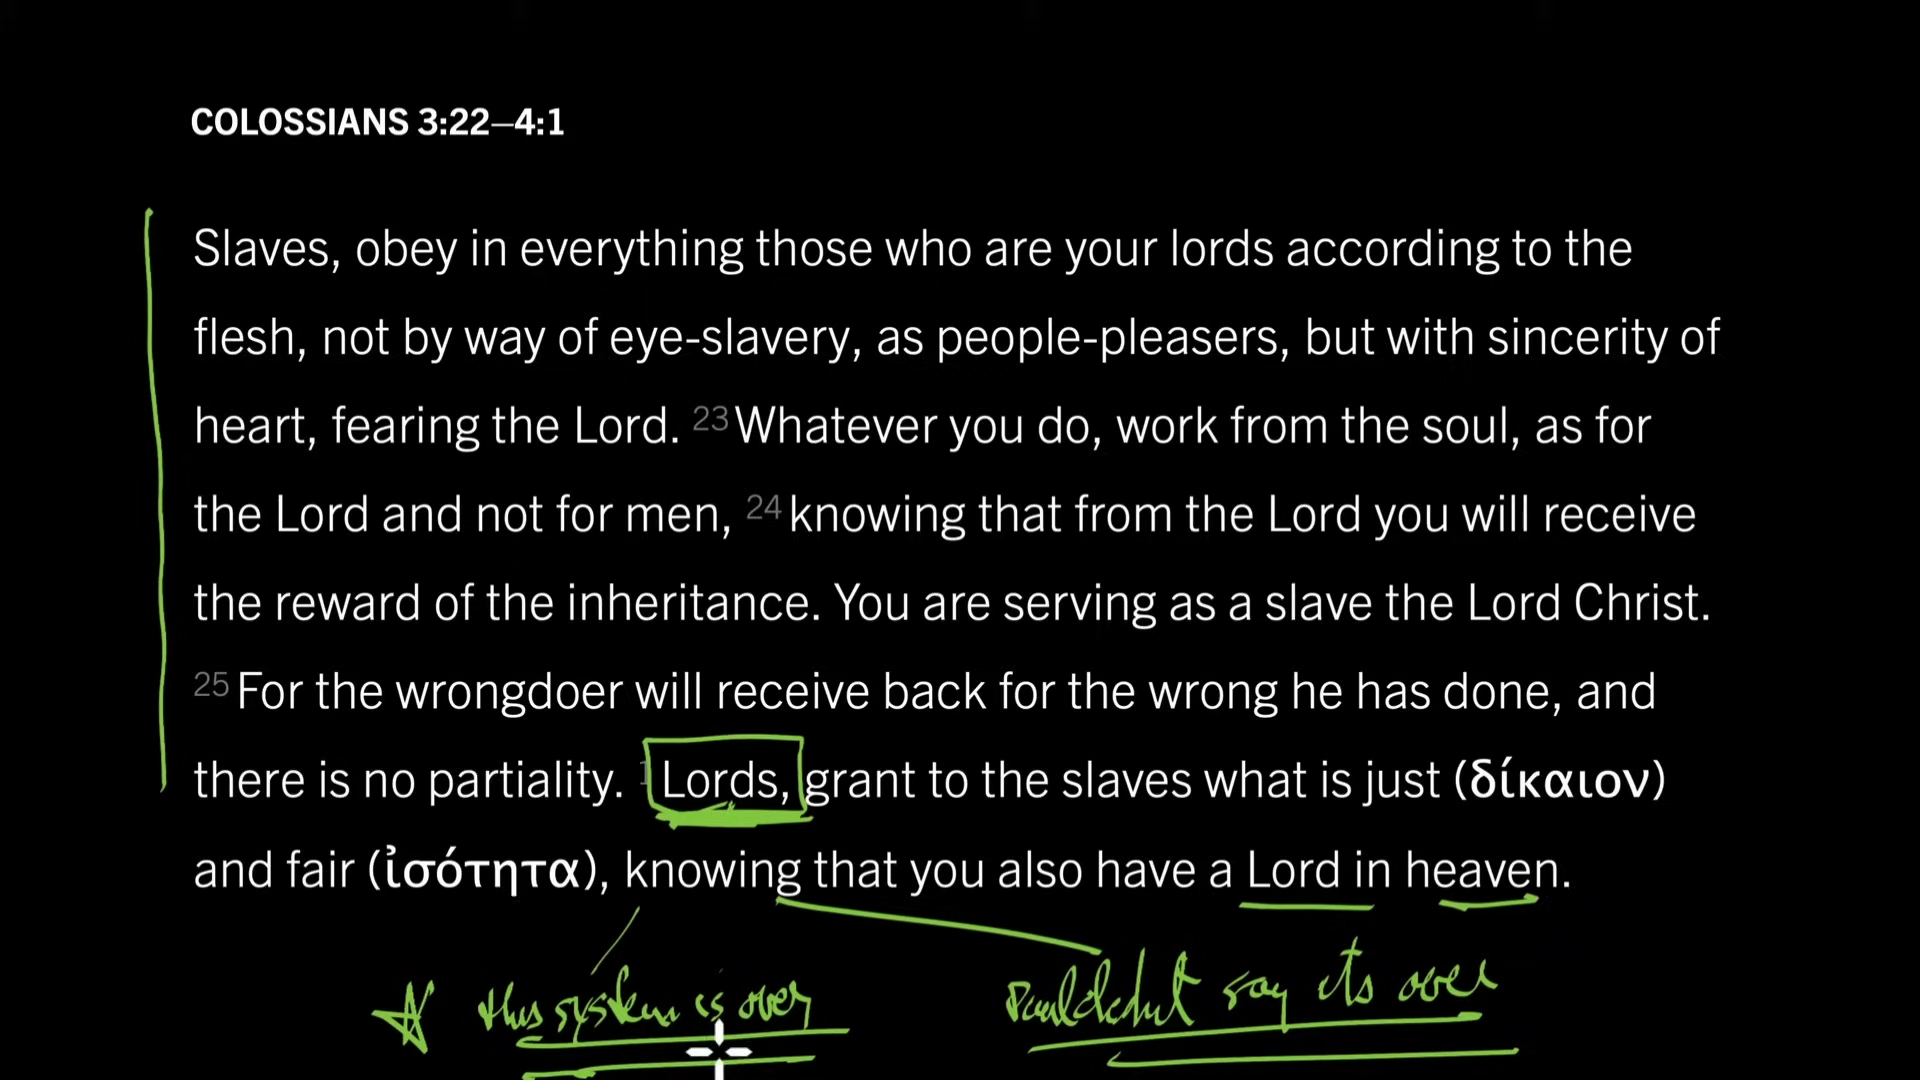 COLOSSIANS 3:22–4:1
Slaves, obey in everything those who are your lords according to the
flesh, not by way of eye-slavery, as people-pleasers, but with sincerity of
heart, fearing the Lord. 23 Whatever you do, work from the soul, as for
the Lord and not for men, 24 knowing that from the Lord you will receive
the reward of the inheritance. You are serving as a slave the Lord Christ.
25 For the wrongdoer will receive back for the wrong he has done, and
there is no partiality. 1 Lords, grant to the slaves what is just (δίκαιον)
and fair (ἰσότητα), knowing that you also have a Lord in heaven.
this system is over
Paul didn't say its over